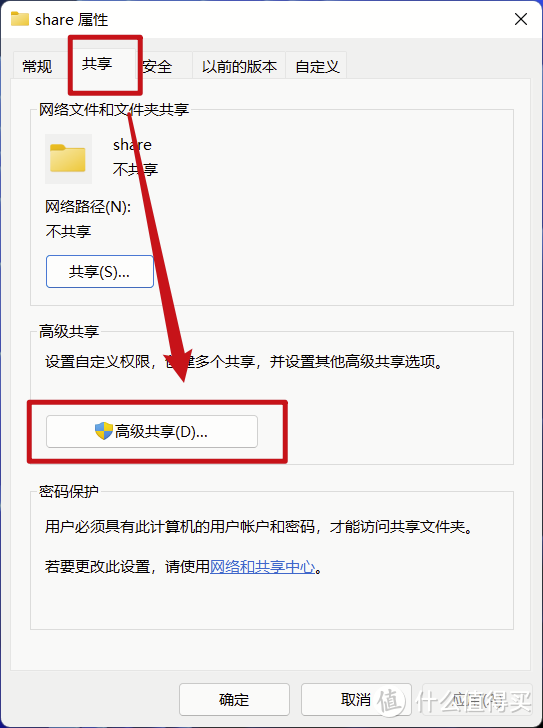 share 属性
常规
共享
安全
以前的版本
自定义
网络文件和文件夹共享
share
不共享
网络路径(N):
不共享
共享(S)...
高级共享
设置自定义权限，创建多个共享，并设置其他高级共享选项。
高级共享(D)...
密码保护
用户必须具有此计算机的用户帐户和密码，才能访问共享文件夹。
若要更改此设置，请使用网络和共享中心。
确定
取消
值 什么值得买